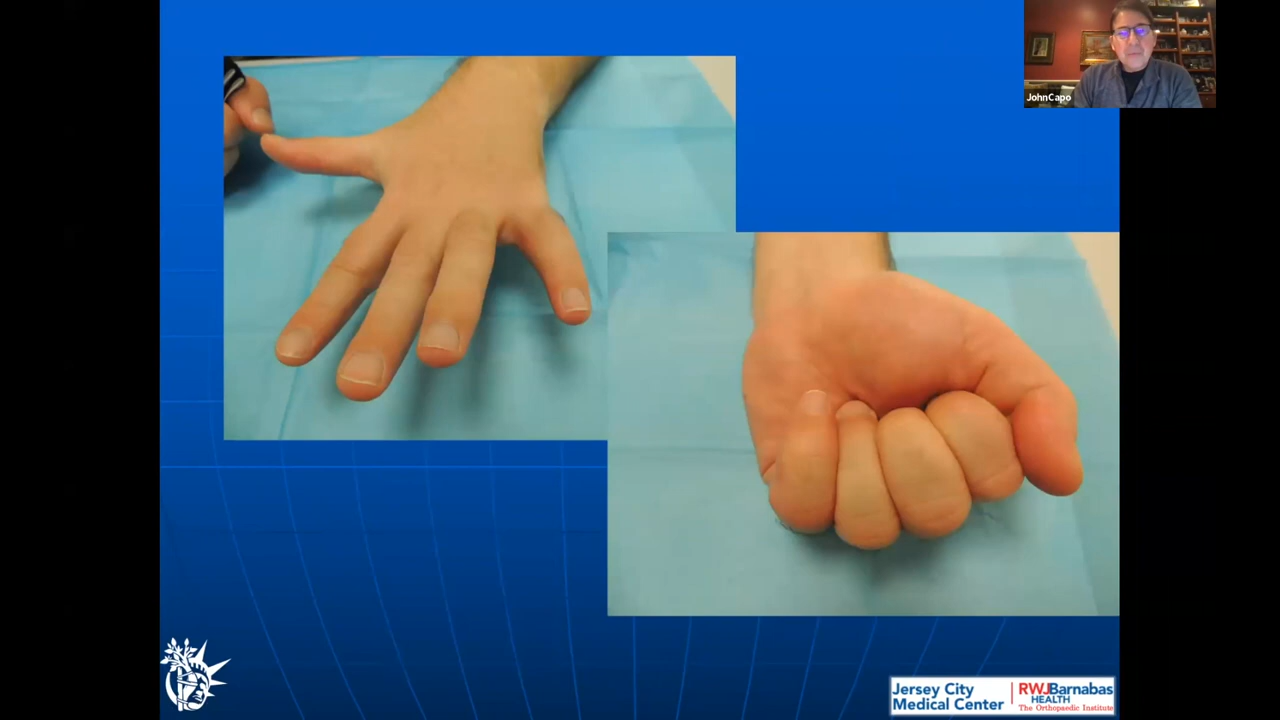 JohnCapo
Jersey City
Medical Center
RWJBarnabas
HEALTH
The Orthopaedic Institute